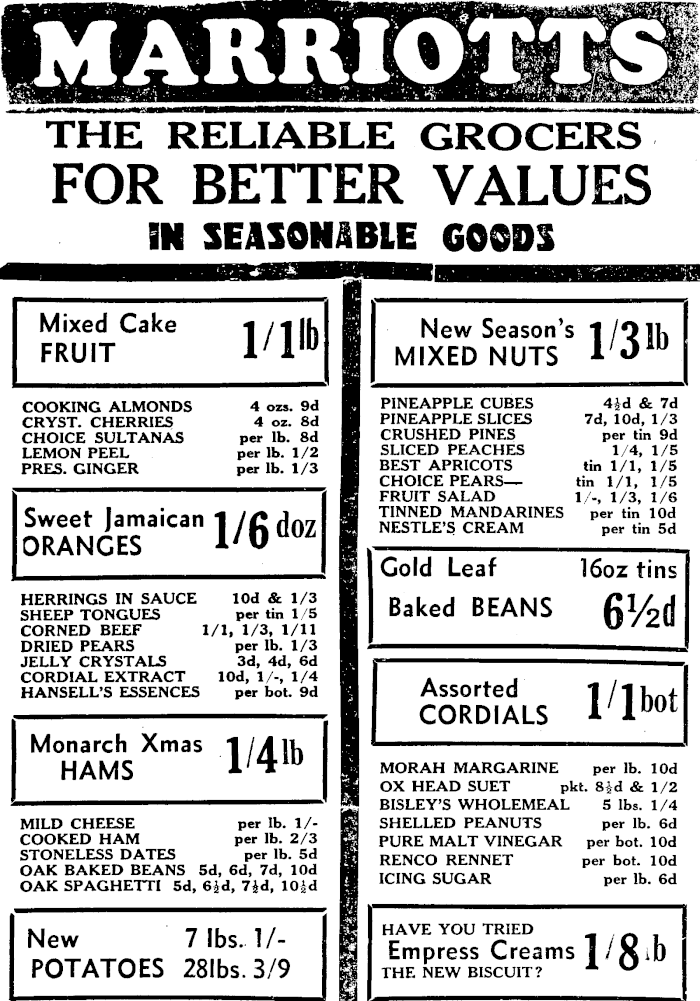 MARRIOTTS
THE RELIABLE GROCERS
FOR BETTER VALUES
IN SEASONABLE GOODS
Mixed Cake
FRUIT 1/1lb
COOKING ALMONDS 4 ozs. 9d
CRYST. CHERRIES 4 oz. 8d
CHOICE SULTANAS per lb. 8d
LEMON PEEL per lb. 1/2
PRES. GINGER per lb. 1/3
Sweet Jamaican
ORANGES 1/6 doz
HERRINGS IN SAUCE 10d & 1/3
SHEEP TONGUES per tin 1/5
CORNED BEEF 1/1, 1/3, 1/11
DRIED PEARS per lb. 1/3
JELLY CRYSTALS 3d, 4d, 6d
CORDIAL EXTRACT 10d, 1/-, 1/4
HANSELL'S ESSENCES per bot. 9d
Monarch Xmas
HAMS 1/4lb
MILD CHEESE per lb. 1/-
COOKED HAM per lb. 2/3
STONELESS DATES per lb. 5d
OAK BAKED BEANS 5d, 6d, 7d, 10d
OAK SPAGHETTI 5d, 6½d, 7½d, 10½d
New 7 lbs. 1/-
POTATOES 28lbs. 3/9
New Season's
MIXED NUTS 1/3lb
PINEAPPLE CUBES 4½d & 7d
PINEAPPLE SLICES 7d, 10d, 1/3
CRUSHED PINES per tin 9d
SLICED PEACHES 1/4, 1/5
BEST APRICOTS tin 1/1, 1/5
CHOICE PEARS— tin 1/1, 1/5
FRUIT SALAD 1/-, 1/3, 1/6
TINNED MANDARINES per tin 10d
NESTLE'S CREAM per tin 5d
Gold Leaf 16oz tins
Baked BEANS 6½d
Assorted
CORDIALS 1/1bot
MORAH MARGARINE per lb. 10d
OX HEAD SUET pkt. 8½d & 1/2
BISLEY'S WHOLEMEAL 5 lbs. 1/4
SHELLED PEANUTS per lb. 6d
PURE MALT VINEGAR per bot. 10d
RENCO RENNET per bot. 10d
ICING SUGAR per lb. 6d
HAVE YOU TRIED
Empress Creams 1/8 lb
THE NEW BISCUIT?